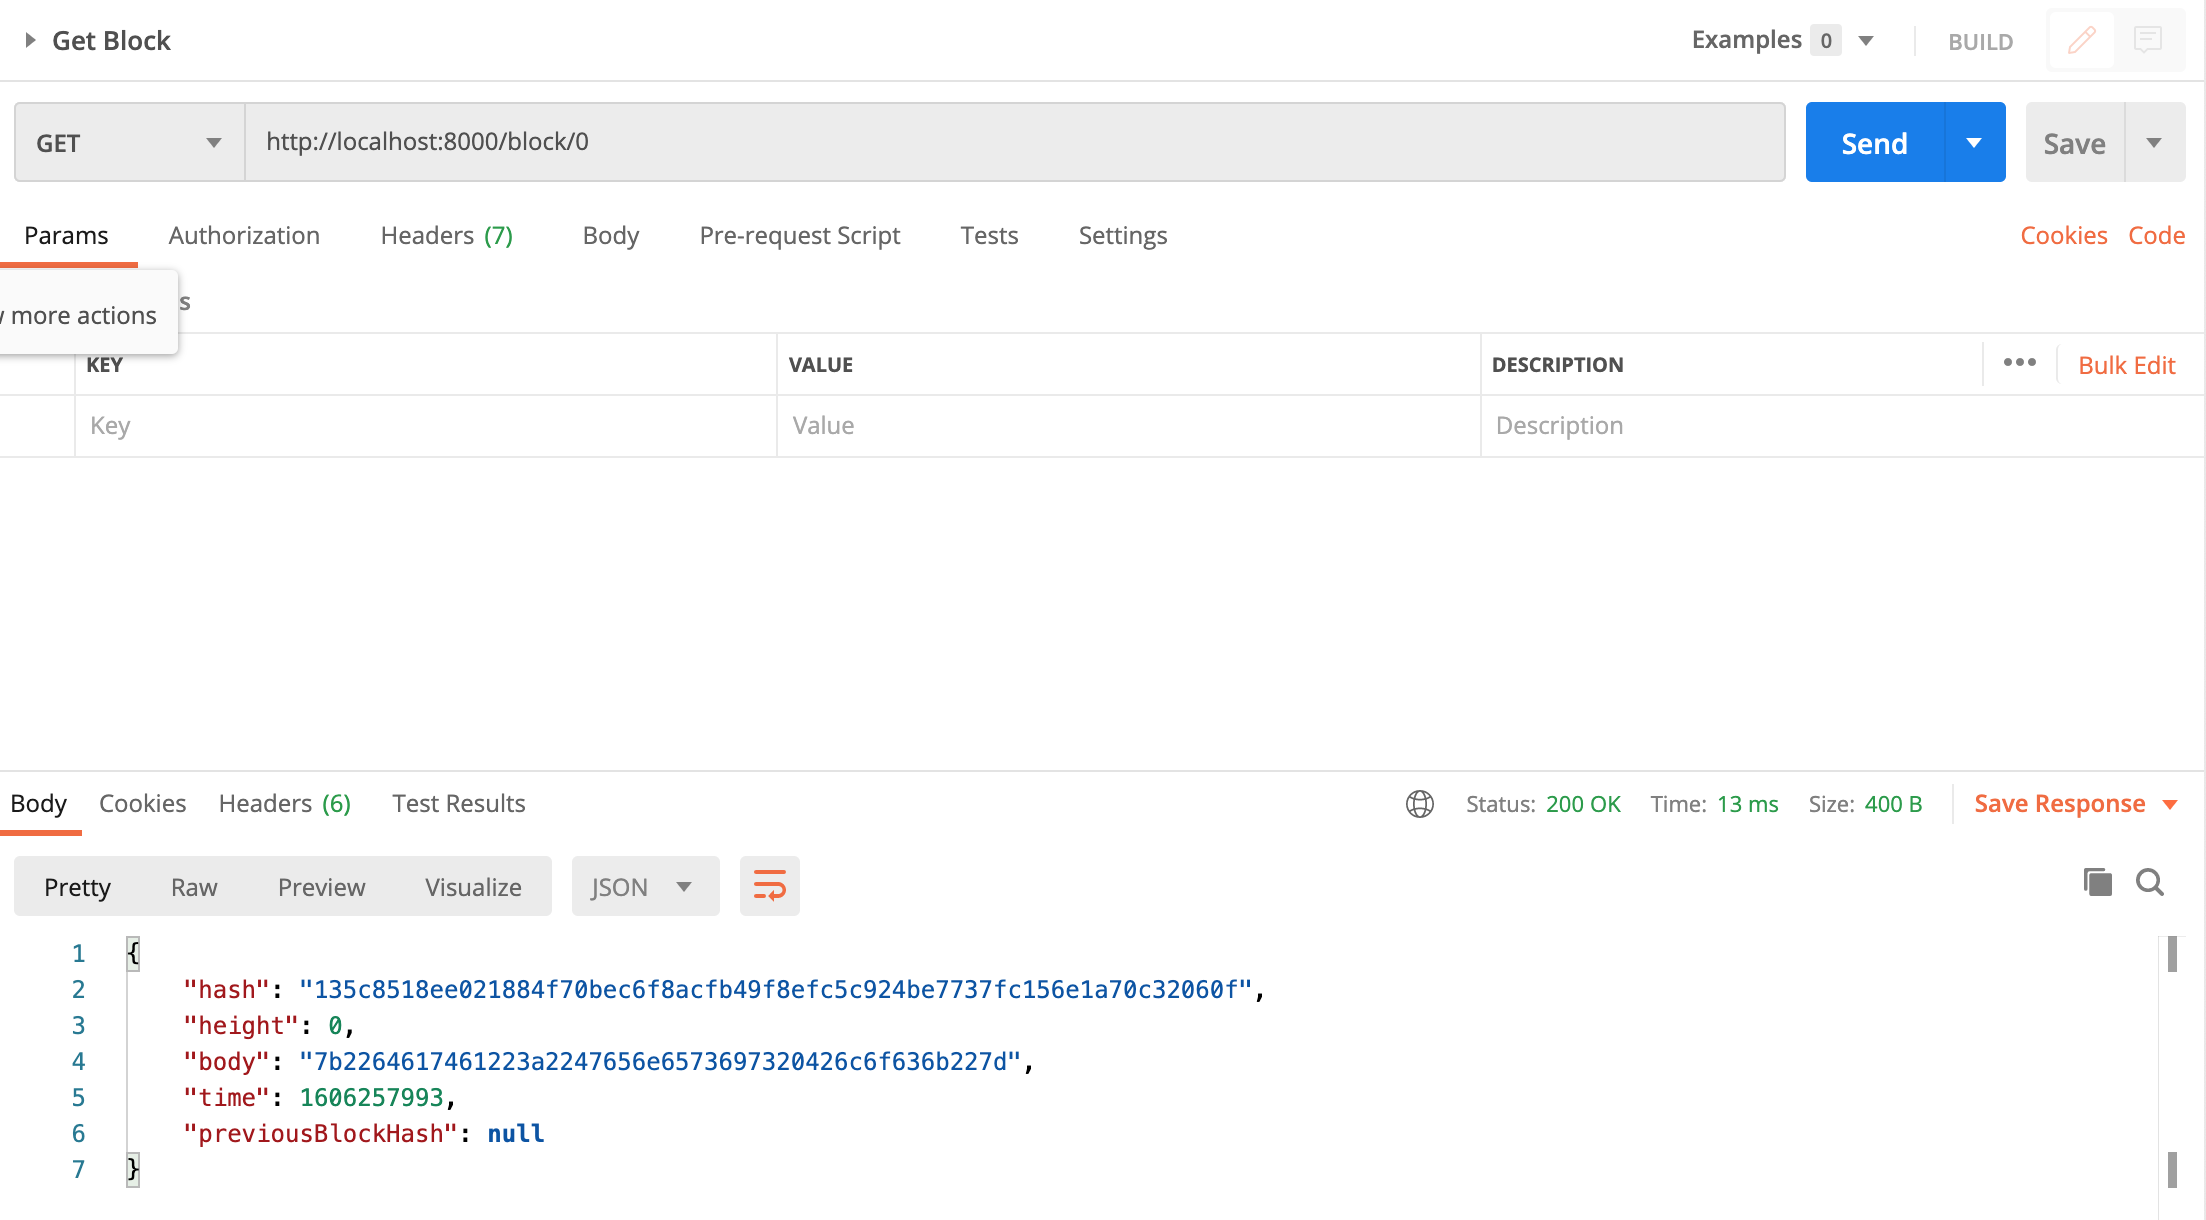 Get Block
Examples 0
BUILD
GET
http://localhost:8000/block/0
Send
Save
Params Authorization Headers (7) Body Pre-request Script Tests Settings
Cookies Code
more actions
KEY VALUE DESCRIPTION
••• Bulk Edit
Key Value Description
Body Cookies Headers (6) Test Results
Status: 200 OK Time: 13 ms Size: 400 B
Save Response
Pretty Raw Preview Visualize
JSON
1 {
2 "hash": "135c8518ee021884f70bec6f8acfb49f8efc5c924be7737fc156e1a70c32060f",
3 "height": 0,
4 "body": "7b2264617461223a2247656e6573697320426c6f636b227d",
5 "time": 1606257993,
6 "previousBlockHash": null
7 }